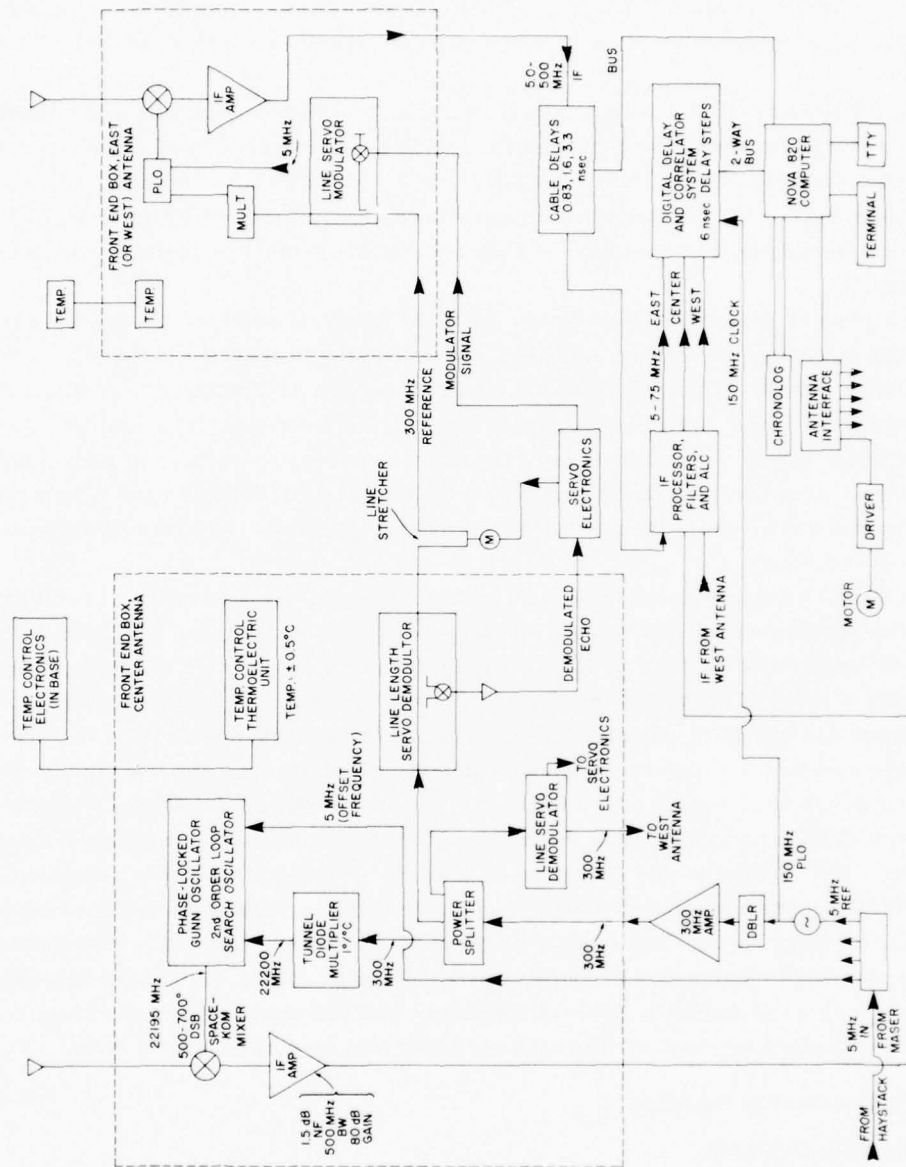 TEMP CONTROL
ELECTRONICS
(IN BASE)
FRONT END BOX,
CENTER ANTENNA
TEMP CONTROL
THERMOELECTRIC
UNIT
TEMP: ± 0.5°C
PHASE-LOCKED
GUNN OSCILLATOR
2nd ORDER LOOP
SEARCH OSCILLATOR
22195 MHz
500-700°
DSB
SPACE-
KOM
MIXER
IF
AMP
1.5 dB
NF
500 MHz
BW
80 dB
GAIN
22200
MHz
TUNNEL
DIODE
MULTIPLIER
1°/°C
300
MHz
5 MHz
(OFFSET
FREQUENCY)
POWER
SPLITTER
LINE LENGTH
SERVO DEMODULTOR
LINE SERVO
DEMODULATOR
TO
SERVO
ELECTRONICS
300
MHz
TO
WEST
ANTENNA
DEMODULATED
ECHO
300
MHz
300
MHz AMP
DBLR
~
150 MHz
PLO
5 MHz
REF
5 MHz
IN
FROM
MASER
FROM
HAYSTACK
FRONT END BOX, EAST
(OR WEST) ANTENNA
TEMP.
TEMP.
PLO
IF
AMP
5 MHz
MULT
LINE SERVO
MODULATOR
300 MHz
REFERENCE
MODULATOR
SIGNAL
LINE
STRETCHER
M
SERVO
ELECTRONICS
50-
500
MHz
IF
CABLE DELAYS
0.83, 1.6, 3.3
nsec
BUS
IF
PROCESSOR,
FILTERS,
AND ALC
IF FROM
WEST ANTENNA
5-75 MHz
EAST
CENTER
WEST
150 MHz CLOCK
DIGITAL DELAY
AND CORRELATOR
SYSTEM
6 nsec DELAY STEPS
2-WAY
BUS
NOVA 820
COMPUTER
CHRONOLOG
ANTENNA
INTERFACE
TERMINAL
TTY
DRIVER
MOTOR
M